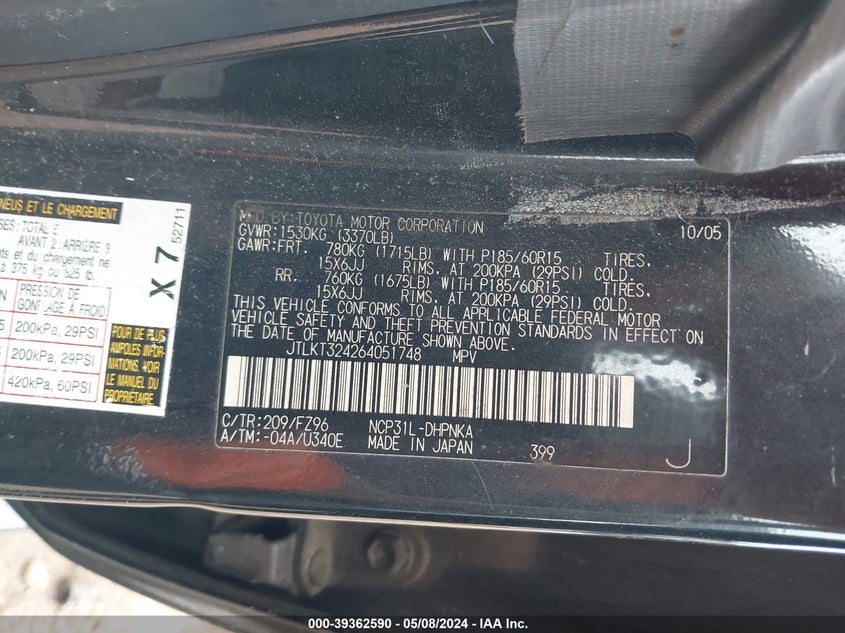 PNEUS ET LE CHARGEMENT
TOTAL 5
AVANT 2: ARRIÈRE 3
ents et du chargement ne
à 375 kg ou 825 lb.
PRESSION DE
GONFLAGE À FROID
200kPa, 29PSI
200kPa, 29PSI
420kPa, 60PSI
POUR DE PLUS
AMPLES INFOR-
MATIONS, VOIR
LE MANUEL DU
PROPRIÉTAIRE
X 7
52711
M'F'D. BY: TOYOTA MOTOR CORPORATION 10/05
GVWR: 1530KG (3370LB)
GAWR: FRT. 780KG (1715LB) WITH P185/60R15 TIRES,
15X6JJ RIMS, AT 200KPA (29PSI) COLD.
RR. 760KG (1675LB) WITH P185/60R15 TIRES,
15X6JJ RIMS, AT 200KPA (29PSI) COLD.
THIS VEHICLE CONFORMS TO ALL APPLICABLE FEDERAL MOTOR
VEHICLE SAFETY AND THEFT PREVENTION STANDARDS IN EFFECT ON
THE DATE OF MANUFACTURE SHOWN ABOVE.
JTLKT324264051748 MPV
C/TR: 209/FZ96 NCP31L-DHPNKA
A/TM: -04A/U340E MADE IN JAPAN 399 J
000-39362590 - 05/08/2024 - IAA Inc.